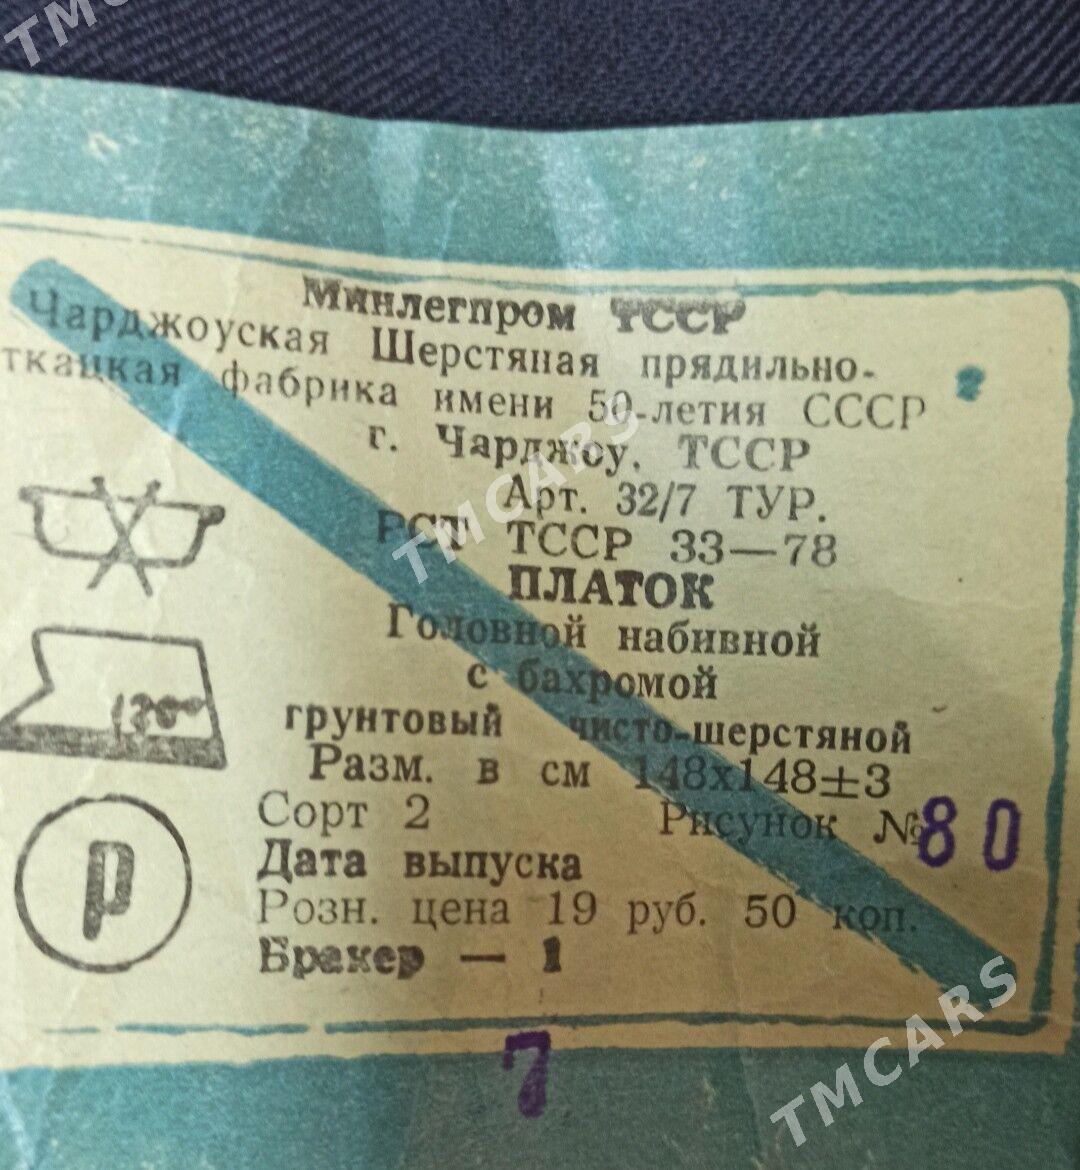 TMCARS
Минлегпром ТССР
Чарджоуская Шерстяная прядильно-
ткацкая фабрика имени 50-летия СССР
г. Чарджоу, ТССР
Арт. 32/7 ТУР.
РСТ ТССР 33—78
ПЛАТОК
Головной набивной
с бахромой
грунтовый чисто-шерстяной
Разм. в см 148х148±3
Сорт 2 Рисунок № 80
Дата выпуска
Розн. цена 19 руб. 50 коп.
Бракер — 1
7
P
TMCARS
TMCARS